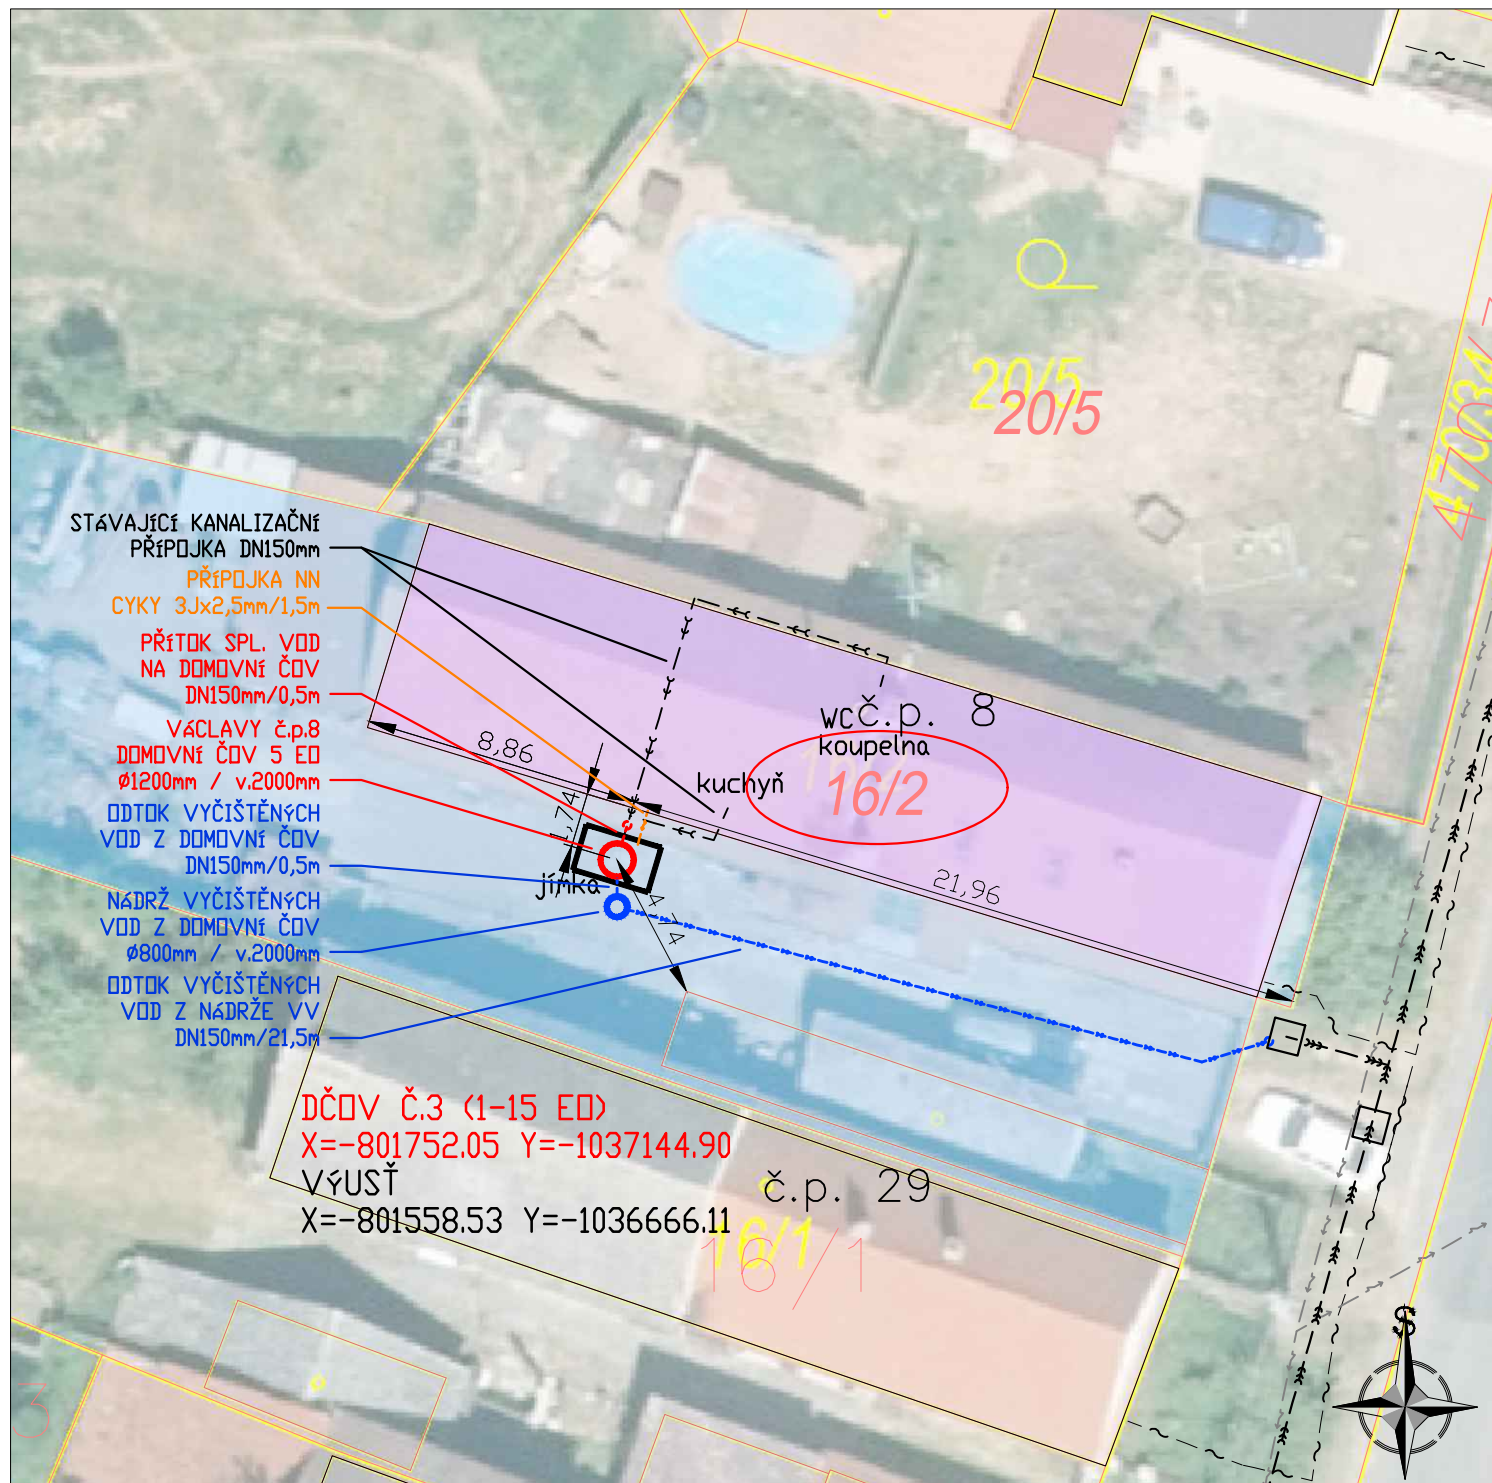 20/5
20/5
470/34
STÁVAJÍCÍ KANALIZAČNÍ
PŘÍPOJKA DN150mm
PŘÍPOJKA NN
CYKY 3Jx2,5mm/1,5m
PŘÍTOK SPL. VOD
NA DOMOVNÍ ČOV
DN150mm/0,5m
VÁCLAVY č.p.8
DOMOVNÍ ČOV 5 EO
Ø1200mm / v.2000mm
ODTOK VYČIŠTĚNÝCH
VOD Z DOMOVNÍ ČOV
DN150mm/0,5m
NÁDRŽ VYČIŠTĚNÝCH
VOD Z DOMOVNÍ ČOV
Ø800mm / v.2000mm
ODTOK VYČIŠTĚNÝCH
VOD Z NÁDRŽE VV
DN150mm/21,5m
č.p. 8
WC
koupelna
16/2
kuchyň
8,86
1,74
jímka
4,74
21,96
DČOV Č.3 (1-15 EO)
X=-801752.05 Y=-1037144.90
VÝUSŤ
X=-801558.53 Y=-1036666.11
č.p. 29
16/1
16/1
3
S